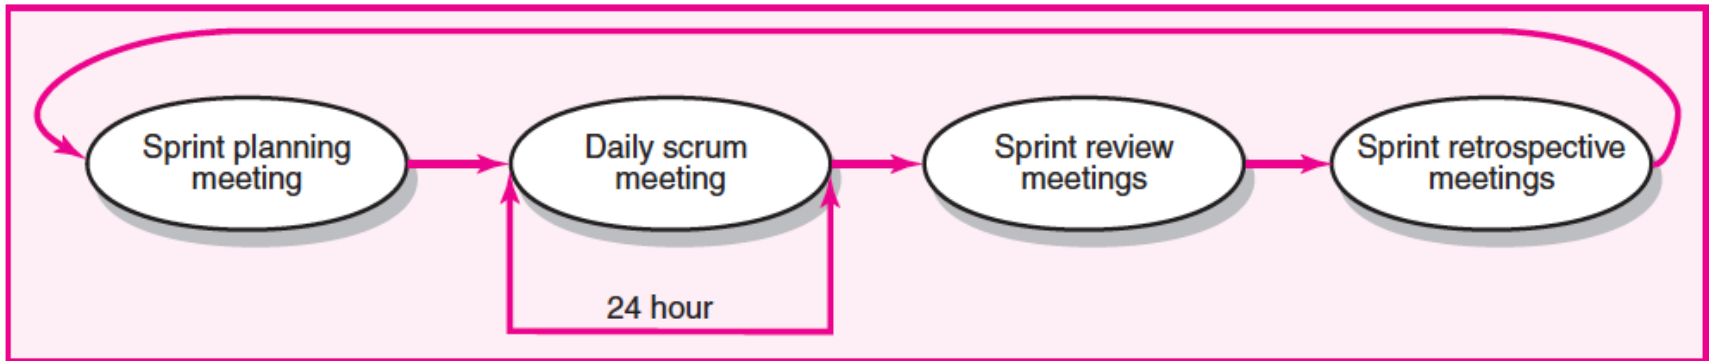 Sprint planning
meeting
Daily scrum
meeting
Sprint review
meetings
Sprint retrospective
meetings
24 hour